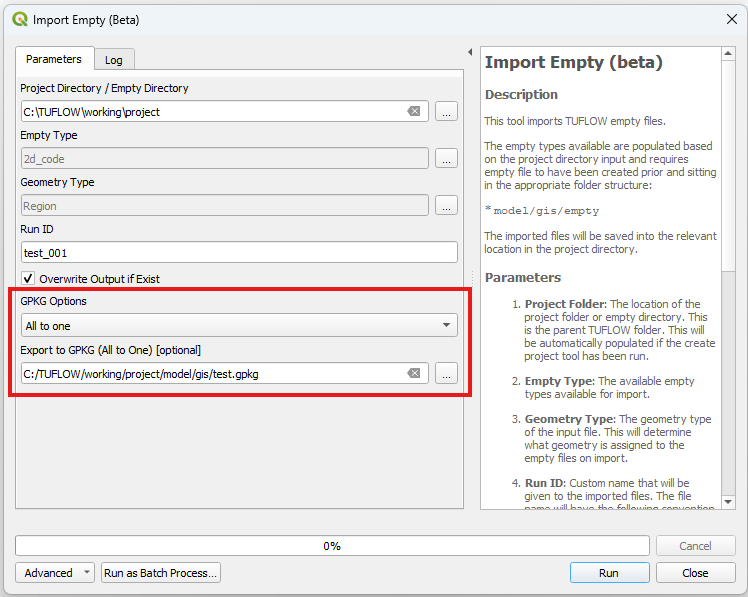 Import Empty (Beta)
Parameters
Log
Project Directory / Empty Directory
C:\TUFLOW\working\project
...
Empty Type
2d_code
...
Geometry Type
Region
...
Run ID
test_001
Overwrite Output if Exist
GPKG Options
All to one
Export to GPKG (All to One) [optional]
C:/TUFLOW/working/project/model/gis/test.gpkg
...
Import Empty (beta)
Description
This tool imports TUFLOW empty files.
The empty types available are populated based
on the project directory input and requires
empty file to have been created prior and sitting
in the appropriate folder structure:
* model/gis/empty
The imported files will be saved into the relevant
location in the project directory.
Parameters
1. Project Folder: The location of the
project folder or empty directory. This
is the parent TUFLOW folder. This will
be automatically populated if the create
project tool has been run.
2. Empty Type: The available empty
types available for import.
3. Geometry Type: The geometry type
of the input file. This will determine
what geometry is assigned to the
empty files on import.
4. Run ID: Custom name that will be
given to the imported files. The file
name will have the following convention
0%
Cancel
Advanced
Run as Batch Process...
Run
Close